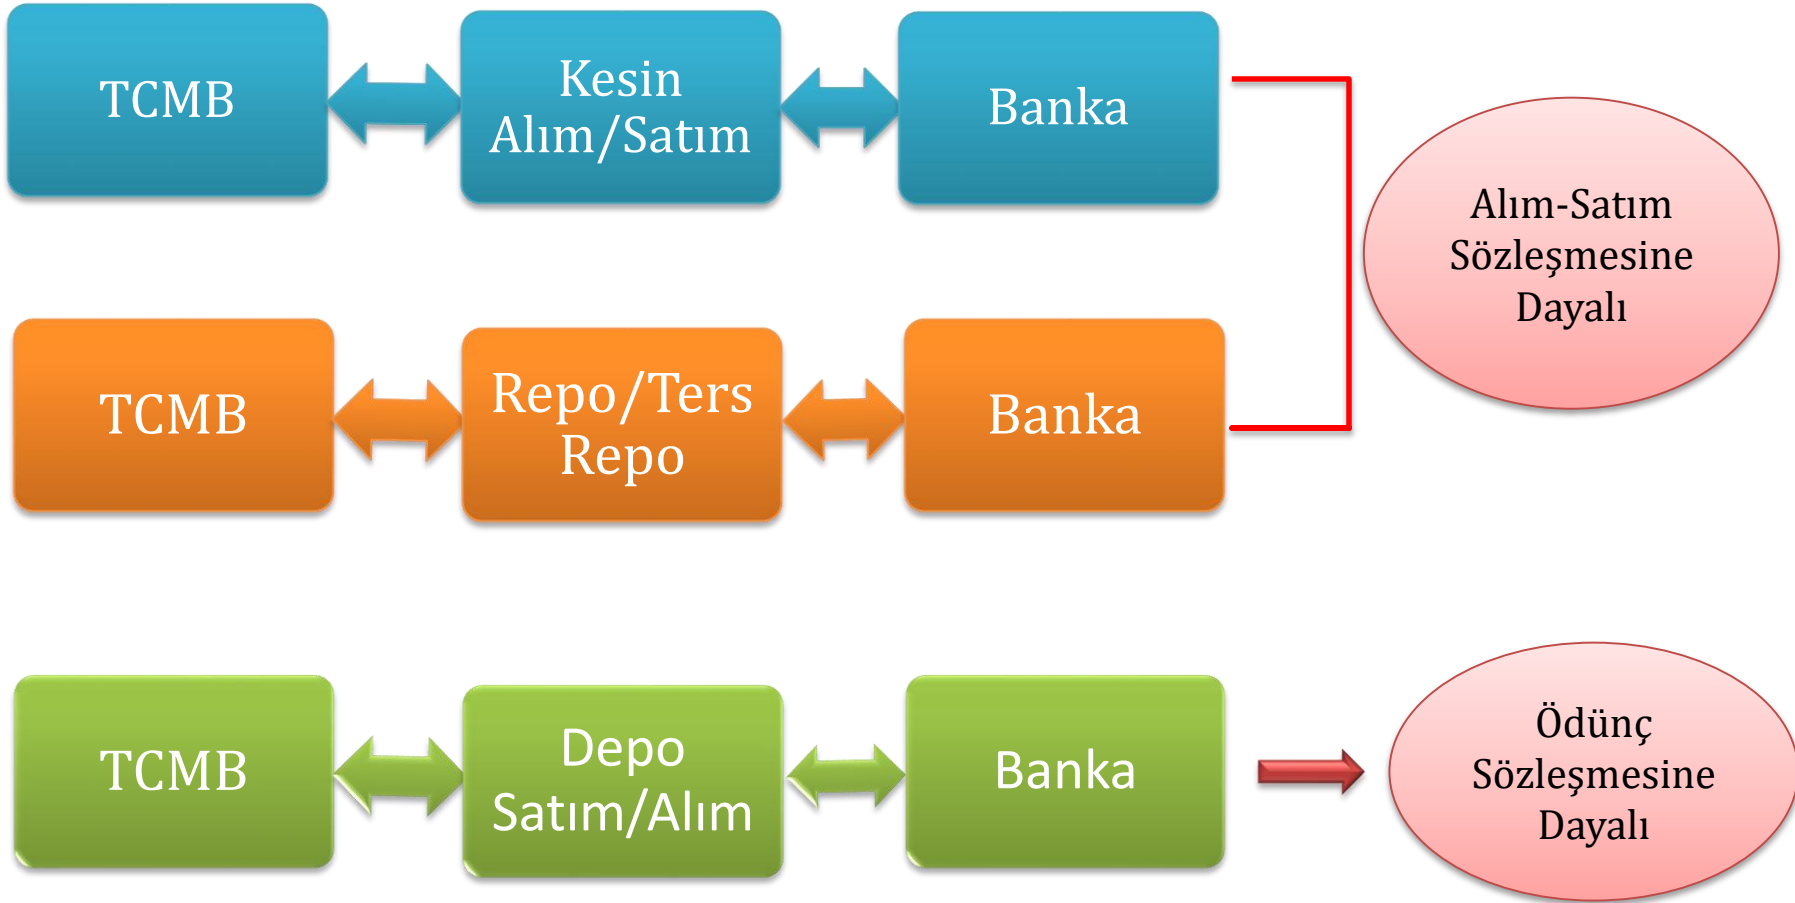 TCMB
Kesin
Alım/Satım
Banka
Alım-Satım
Sözleşmesine
Dayalı
TCMB
Repo/Ters
Repo
Banka
TCMB
Depo
Satım/Alım
Banka
Ödünç
Sözleşmesine
Dayalı